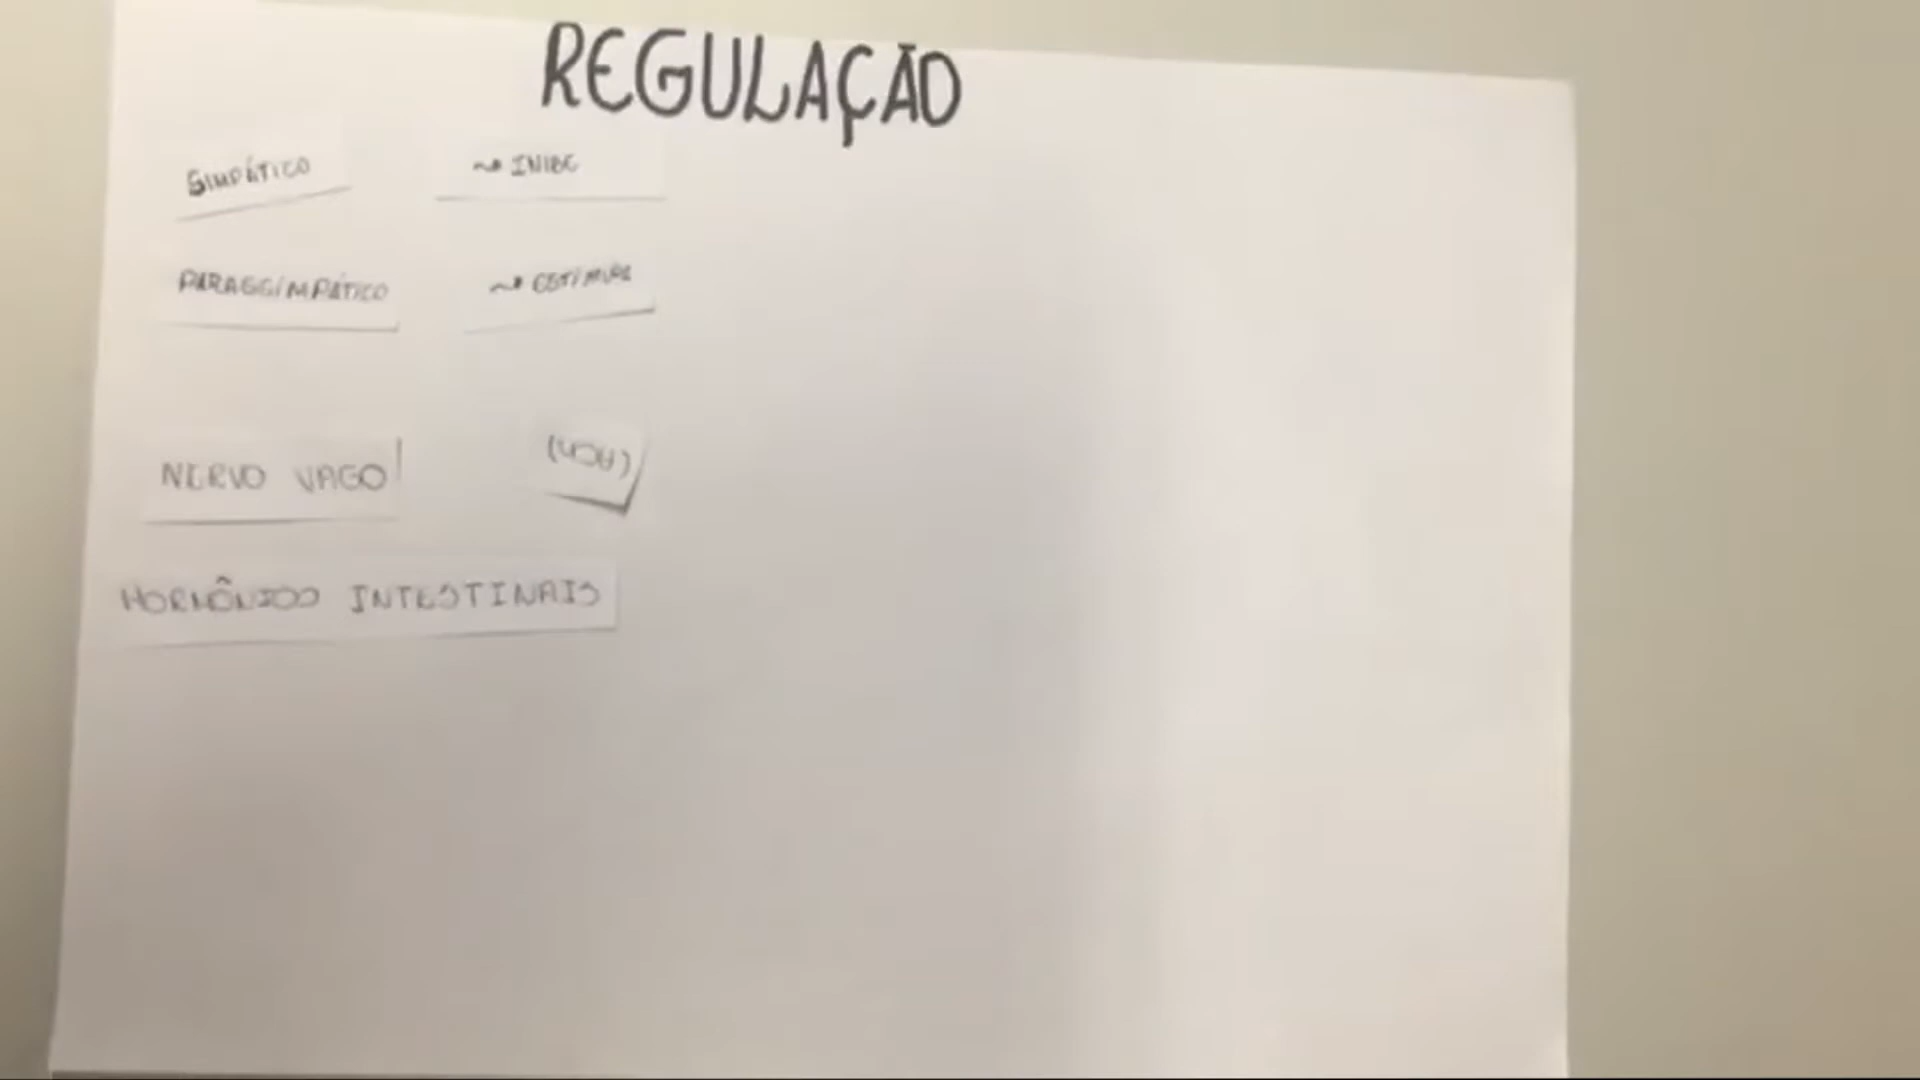 REGULAÇÃO
SIMPÁTICO ~ INIBE
PARASSIMPÁTICO ~ ESTIMULA
NERVO VAGO (ACh)
HORMÔNIOS INTESTINAIS